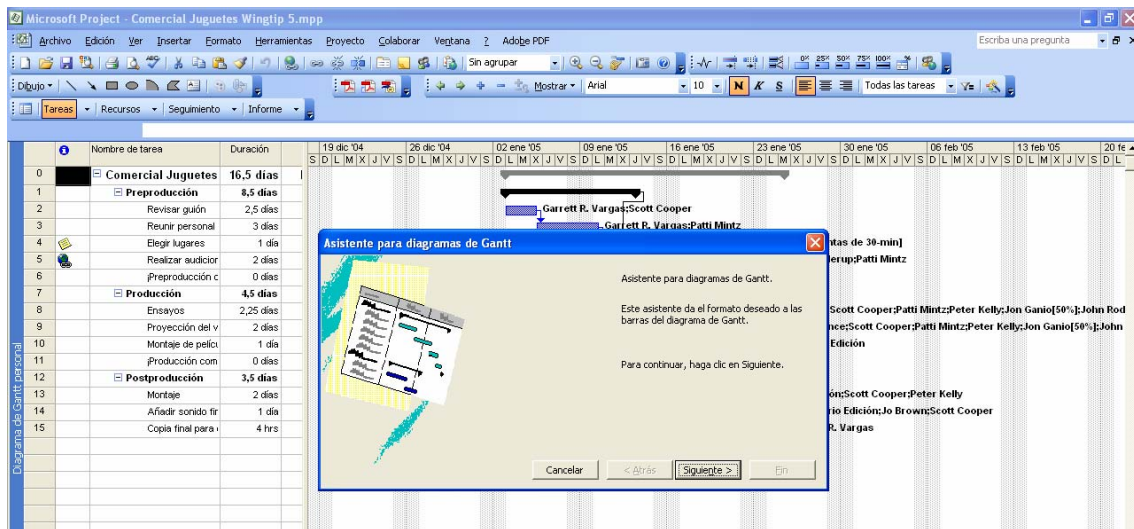 Microsoft Project - Comercial Juguetes Wingtip 5.mpp
Archivo Edición Ver Insertar Formato Herramientas Proyecto Colaborar Ventana ? Adobe PDF Escriba una pregunta
Sin agrupar
Dibujo Mostrar Arial 10 N K S Todas las tareas
Tareas Recursos Seguimiento Informe
Nombre de tarea Duración 19 dic '04 26 dic '04 02 ene '05 09 ene '05 16 ene '05 23 ene '05 30 ene '05 06 feb '05 13 feb '05 20 fe
S D L M X J V S D L M X J V S D L M X J V S D L M X J V S D L M X J V S D L M X J V S D L M X J V S D L M X J V S D L M X J V S D L
0 Comercial Juguetes 16,5 días
1 Preproducción 8,5 días
2 Revisar guión 2,5 días Garrett R. Vargas;Scott Cooper
3 Reunir personal 3 días Garrett R. Vargas;Patti Mintz
4 Elegir lugares 1 día ntas de 30-min]
5 Realizar audicior 2 días lerup;Patti Mintz
6 ¡Preproducción c 0 días
7 Producción 4,5 días
8 Ensayos 2,25 días Scott Cooper;Patti Mintz;Peter Kelly;Jon Ganio[50%];John Rod
9 Proyección del v 2 días nce;Scott Cooper;Patti Mintz;Peter Kelly;Jon Ganio[50%];John
10 Montaje de pelícu 1 día Edición
11 ¡Producción com 0 días
12 Postproducción 3,5 días
13 Montaje 2 días ón;Scott Cooper;Peter Kelly
14 Añadir sonido fir 1 día rio Edición;Jo Brown;Scott Cooper
15 Copia final para 4 hrs R. Vargas
Diagrama de Gantt personal
Asistente para diagramas de Gantt
Asistente para diagramas de Gantt.
Este asistente da el formato deseado a las
barras del diagrama de Gantt.
Para continuar, haga clic en Siguiente.
Cancelar < Atrás Siguiente > Fin